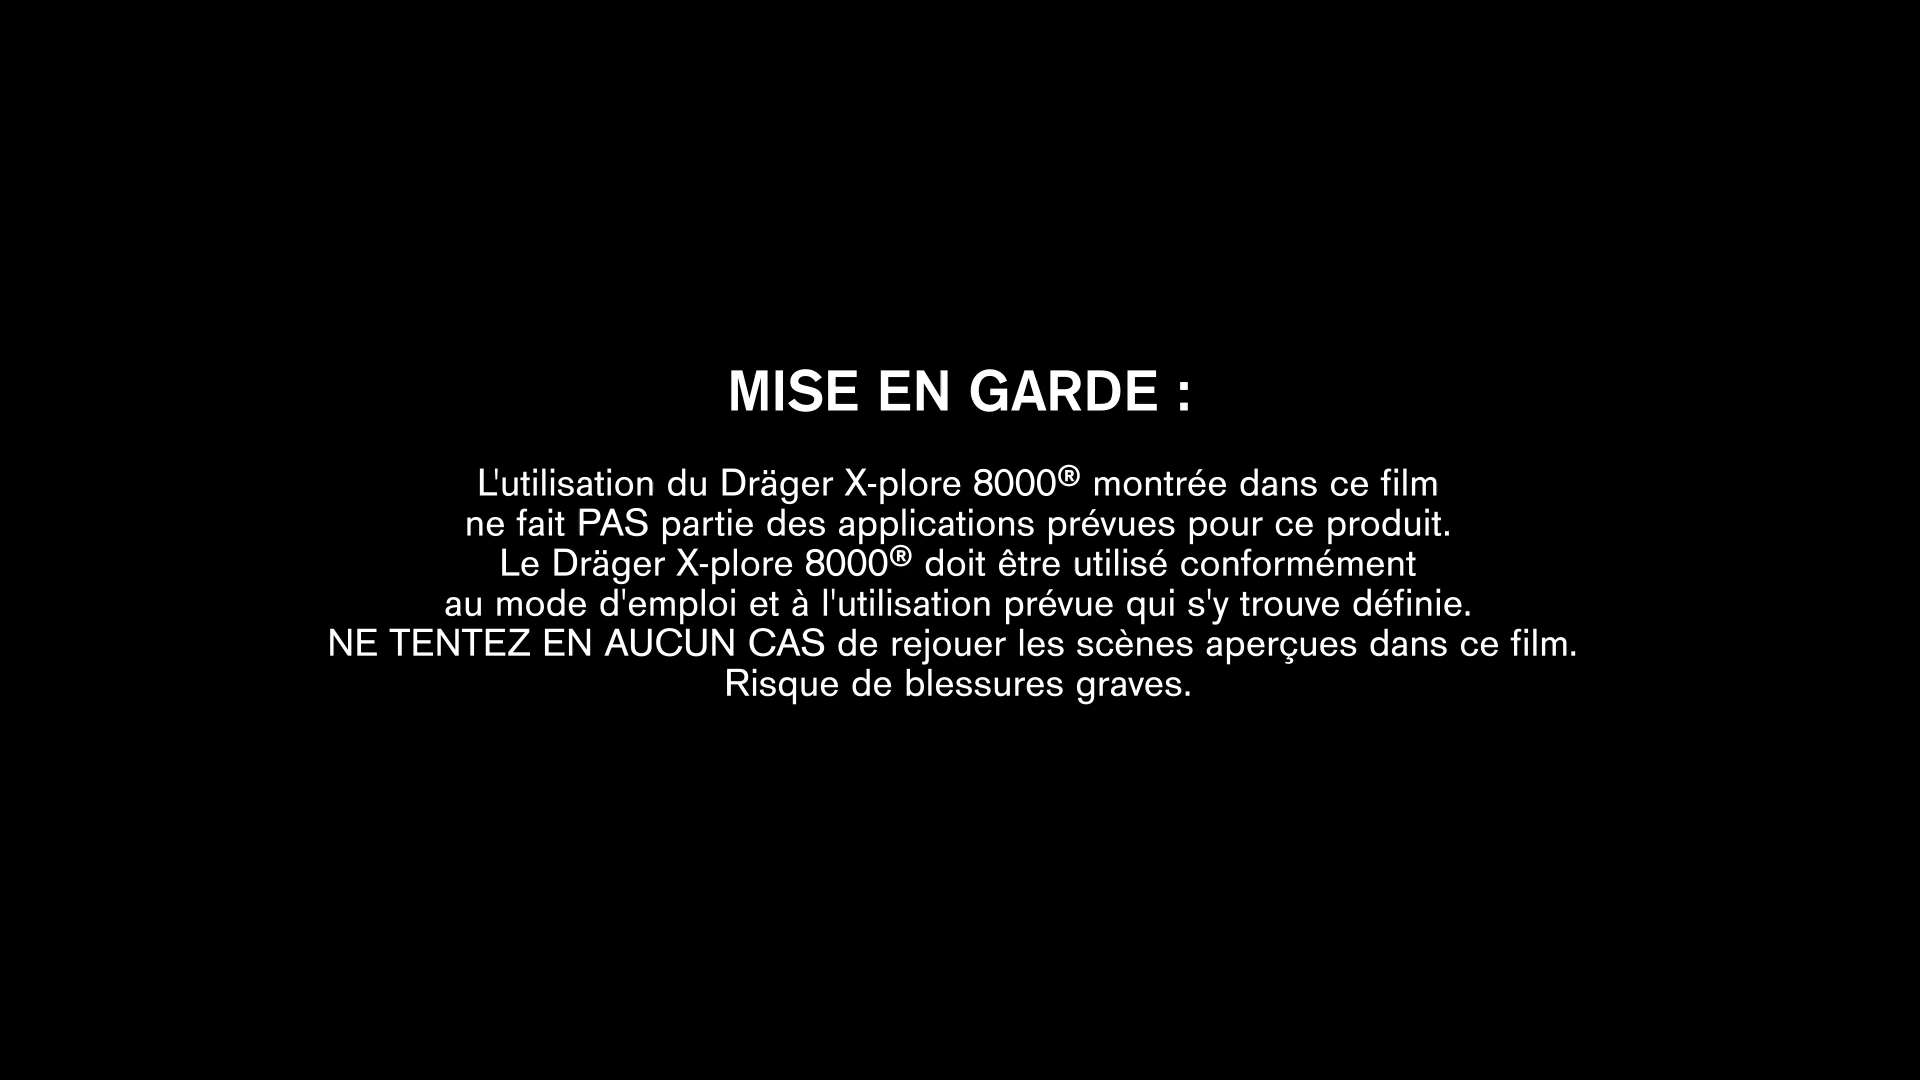 MISE EN GARDE :
L'utilisation du Dräger X-plore 8000® montrée dans ce film
ne fait PAS partie des applications prévues pour ce produit.
Le Dräger X-plore 8000® doit être utilisé conformément
au mode d'emploi et à l'utilisation prévue qui s'y trouve définie.
NE TENTEZ EN AUCUN CAS de rejouer les scènes aperçues dans ce film.
Risque de blessures graves.